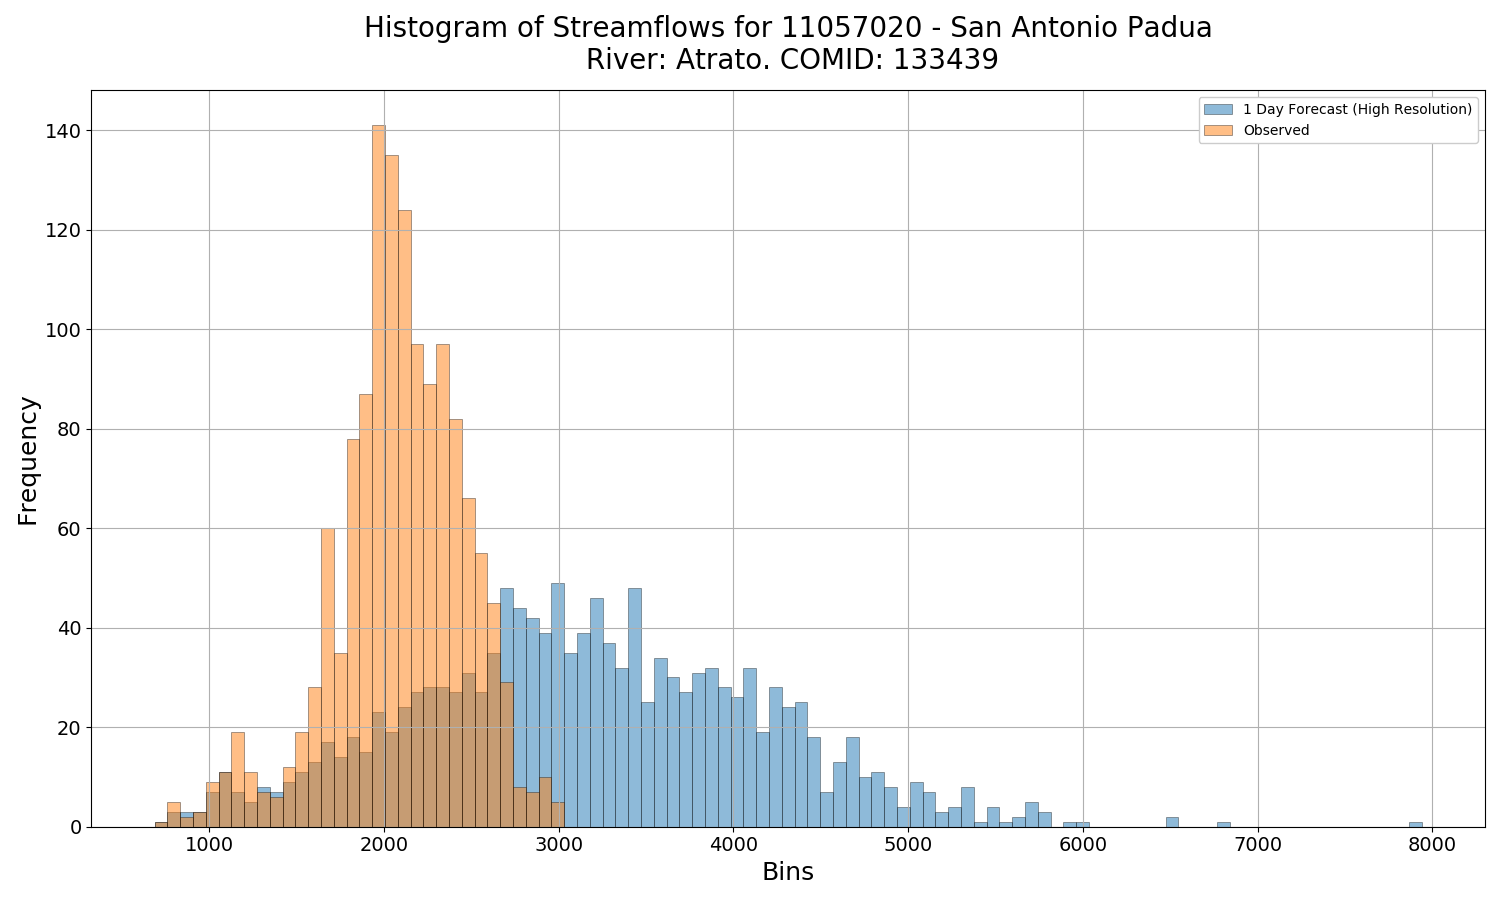 Histogram of Streamflows for 11057020 - San Antonio Padua
River: Atrato. COMID: 133439
1 Day Forecast (High Resolution)
Observed
Frequency
140
120
100
80
60
40
20
0
1000 2000 3000 4000 5000 6000 7000 8000
Bins